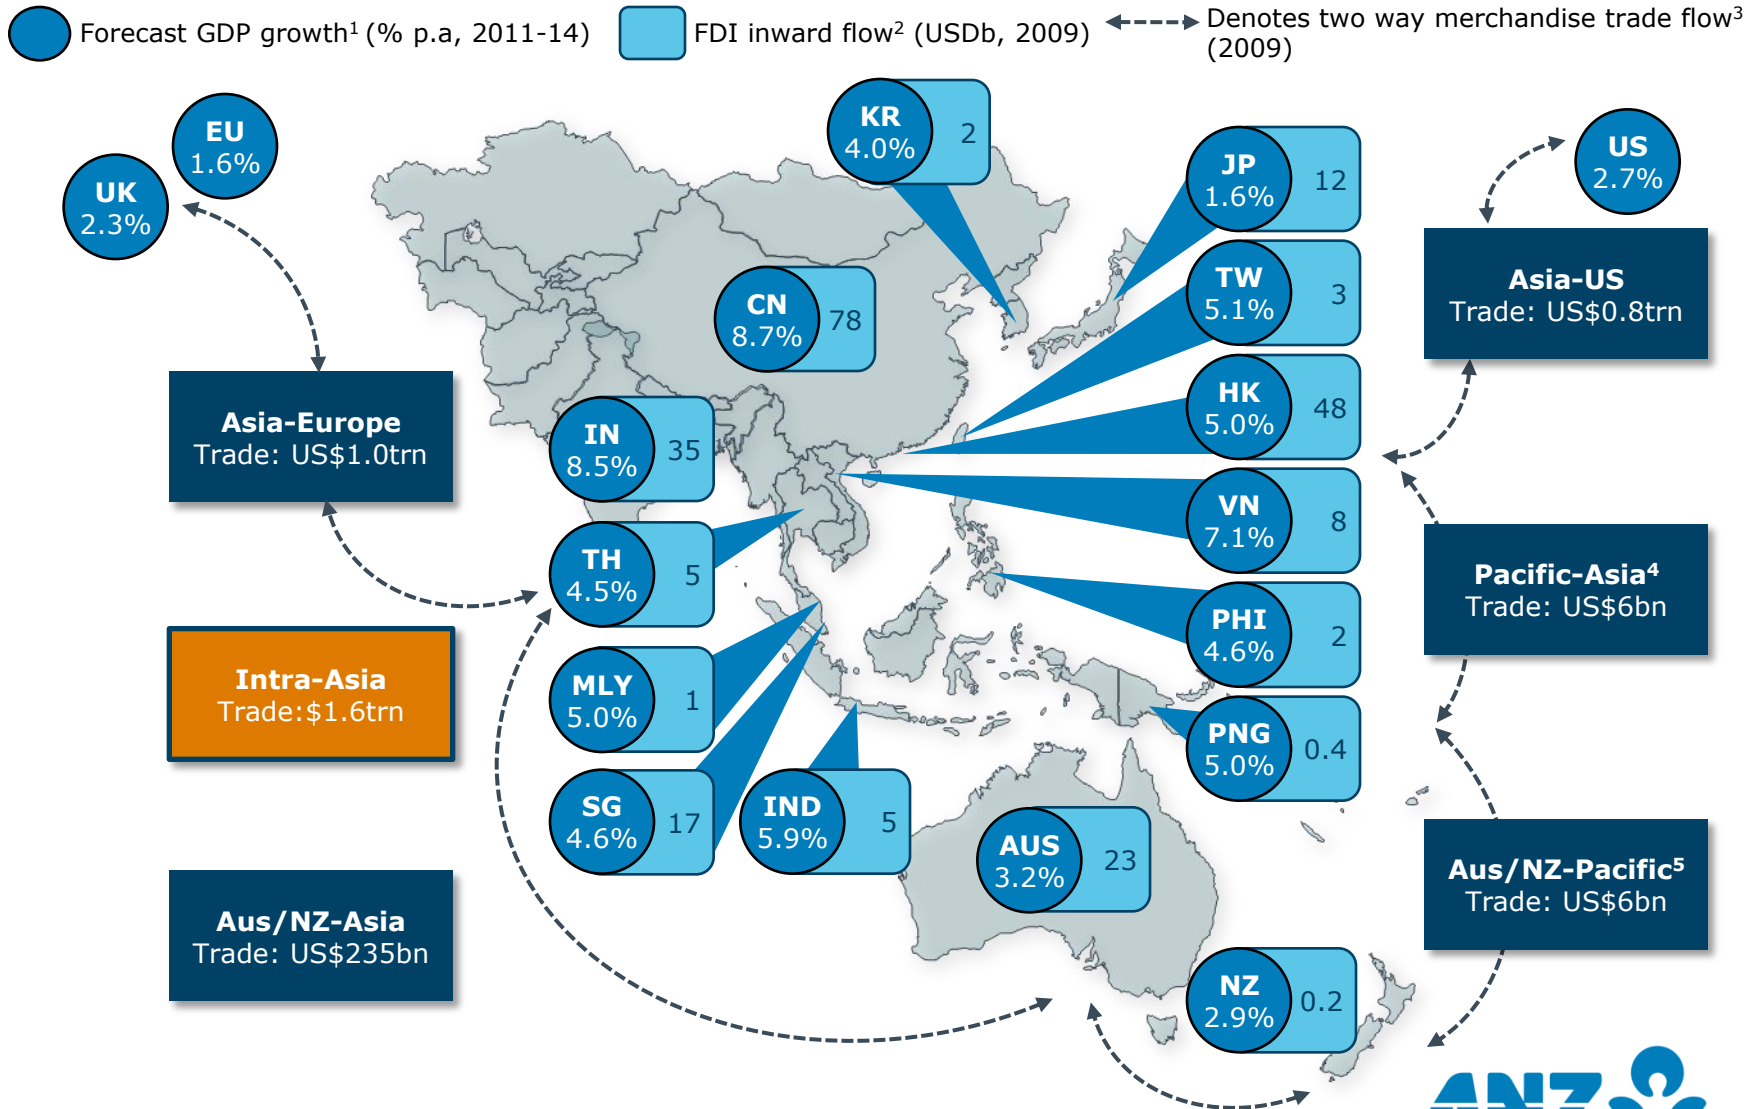 Forecast GDP growth¹ (% p.a, 2011-14)
FDI inward flow² (USDb, 2009)
Denotes two way merchandise trade flow³
(2009)
EU
1.6%
UK
2.3%
KR
4.0%
2
JP
1.6%
12
US
2.7%
TW
5.1%
3
Asia-US
Trade: US$0.8trn
CN
8.7%
78
HK
5.0%
48
Asia-Europe
Trade: US$1.0trn
IN
8.5%
35
VN
7.1%
8
TH
4.5%
5
Pacific-Asia⁴
Trade: US$6bn
PHI
4.6%
2
Intra-Asia
Trade:$1.6trn
MLY
5.0%
1
PNG
5.0%
0.4
SG
4.6%
17
IND
5.9%
5
AUS
3.2%
23
Aus/NZ-Pacific⁵
Trade: US$6bn
Aus/NZ-Asia
Trade: US$235bn
NZ
2.9%
0.2
ANZ